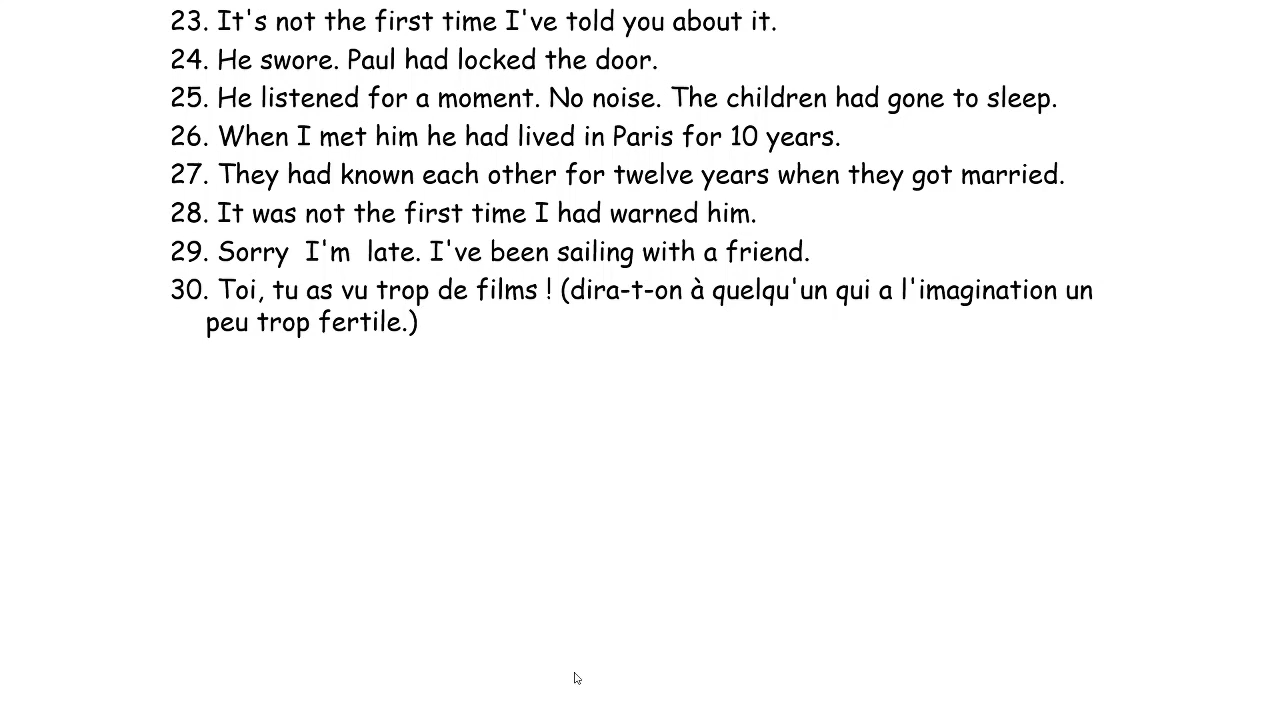 23. It's not the first time I've told you about it.
24. He swore. Paul had locked the door.
25. He listened for a moment. No noise. The children had gone to sleep.
26. When I met him he had lived in Paris for 10 years.
27. They had known each other for twelve years when they got married.
28. It was not the first time I had warned him.
29. Sorry  I'm  late. I've been sailing with a friend.
30. Toi, tu as vu trop de films ! (dira-t-on à quelqu'un qui a l'imagination un
peu trop fertile.)